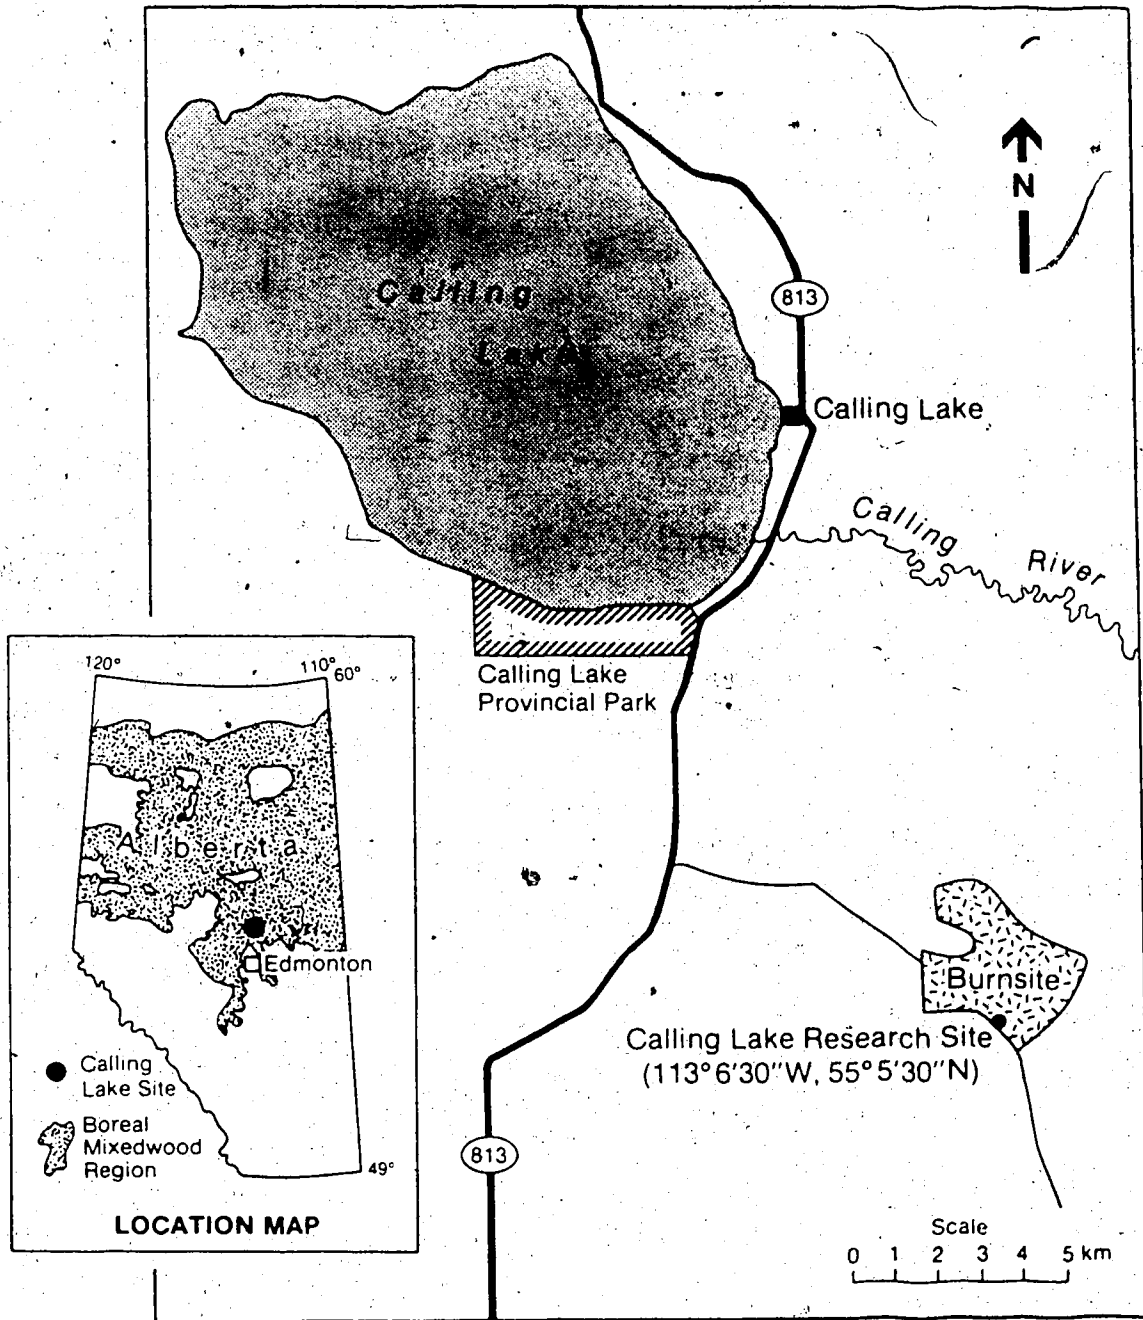 N
Calling
Lake
813
Calling Lake
Calling
River
Calling Lake
Provincial Park
120°
110°
60°
Alberta
Edmonton
Calling
Lake Site
Boreal
Mixedwood
Region
49°
LOCATION MAP
Burnsite
Calling Lake Research Site
(113°6'30"W, 55°5'30"N)
813
Scale
0 1 2 3 4 5 km